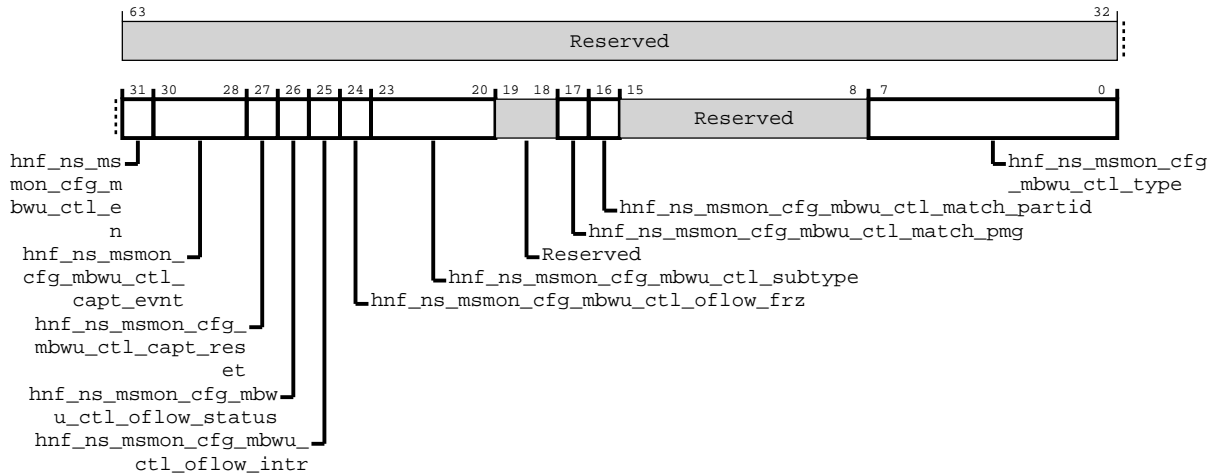 63 32
Reserved
31 30 28 27 26 25 24 23 20 19 18 17 16 15 8 7 0
Reserved
hnf_ns_ms
mon_cfg_m
bwu_ctl_e
n
hnf_ns_msmon_cfg
_mbwu_ctl_type
hnf_ns_msmon_cfg_mbwu_ctl_match_partid
hnf_ns_msmon_cfg_mbwu_ctl_match_pmg
hnf_ns_msmon_
cfg_mbwu_ctl_
capt_evnt
Reserved
hnf_ns_msmon_cfg_mbwu_ctl_subtype
hnf_ns_msmon_cfg_mbwu_ctl_oflow_frz
hnf_ns_msmon_cfg_
mbwu_ctl_capt_res
et
hnf_ns_msmon_cfg_mbw
u_ctl_oflow_status
hnf_ns_msmon_cfg_mbwu_
ctl_oflow_intr